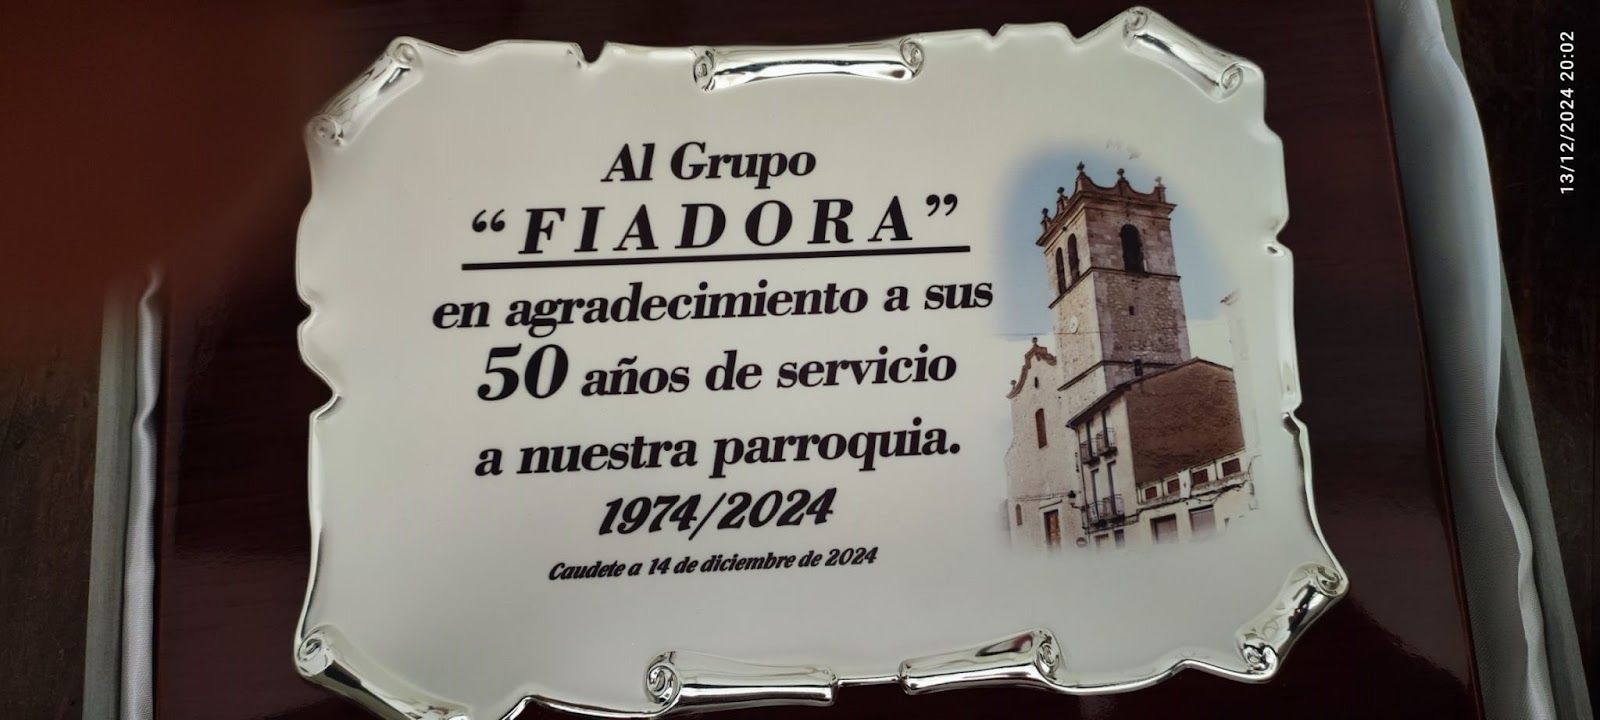 Al Grupo
“FIADORA”
en agradecimiento a sus
50 años de servicio
a nuestra parroquia.
1974/2024
Caudete a 14 de diciembre de 2024
13/12/2024 20:02